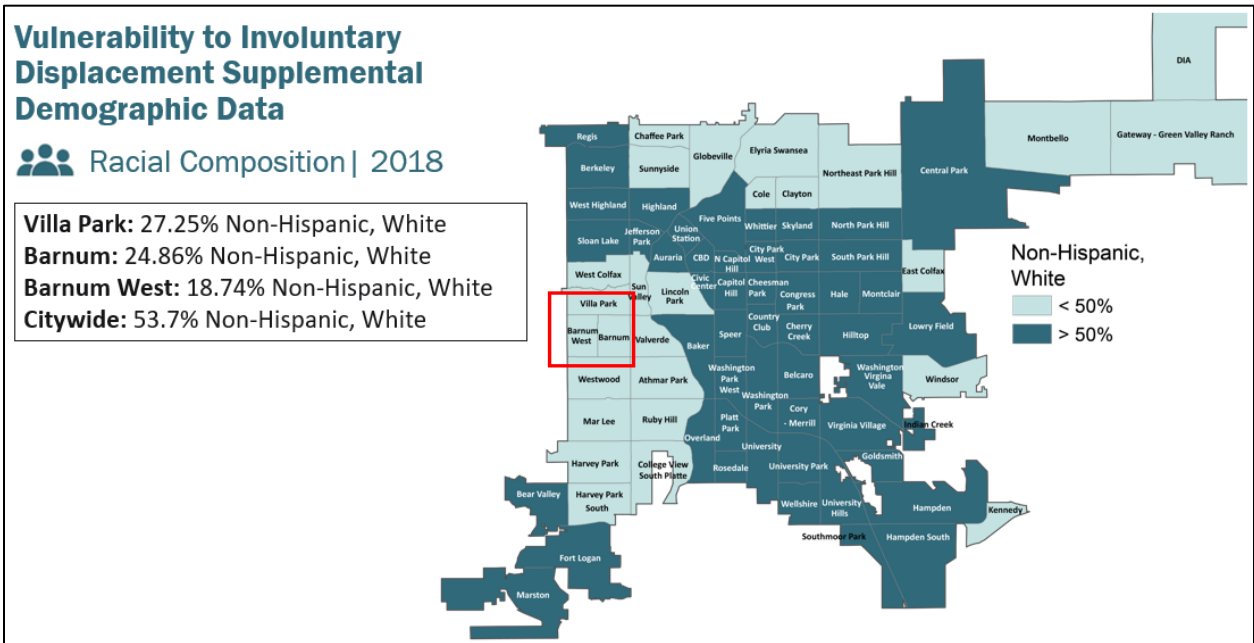 Vulnerability to Involuntary
Displacement Supplemental
Demographic Data
Racial Composition| 2018
Villa Park: 27.25% Non-Hispanic, White
Barnum: 24.86% Non-Hispanic, White
Barnum West: 18.74% Non-Hispanic, White
Citywide: 53.7% Non-Hispanic, White
DIA
Montbello
Gateway - Green Valley Ranch
Regis
Chaffee Park
Globeville
Elyria Swansea
Berkeley
Sunnyside
Northeast Park Hill
Central Park
Cole
Clayton
West Highland
Highland
Five Points
Whittier
Skyland
North Park Hill
Sloan Lake
Jefferson
Park
Union
Station
Auraria
CBD
N Capitol
Hill
City Park
West
City Park
South Park Hill
East Colfax
West Colfax
Sun
Valley
Lincoln
Park
Civic
Center
Capitol
Hill
Cheesman
Park
Congress
Park
Hale
Montclair
Villa Park
Barnum
West
Barnum
Valverde
Baker
Speer
Country
Club
Cherry
Creek
Hilltop
Lowry Field
Westwood
Athmar Park
Washington
Park
West
Washington
Park
Belcaro
Washington
Virgina
Vale
Windsor
Mar Lee
Ruby Hill
Overland
Platt
Park
Cory
- Merrill
Virginia Village
Indian Creek
Harvey Park
College View
South Platte
Rosedale
University
University Park
Goldsmith
Bear Valley
Harvey Park
South
Wellshire
University
Hills
Hampden
Kennedy
Southmoor Park
Hampden South
Fort Logan
Marston
Non-Hispanic,
White
< 50%
> 50%